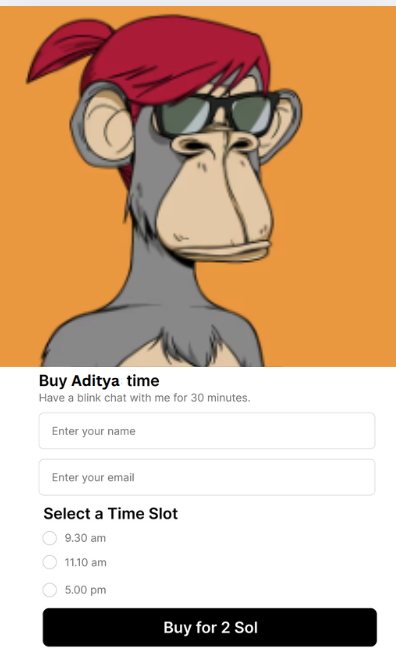 Buy Aditya time
Have a blink chat with me for 30 minutes.
Enter your name
Enter your email
Select a Time Slot
9.30 am
11.10 am
5.00 pm
Buy for 2 Sol